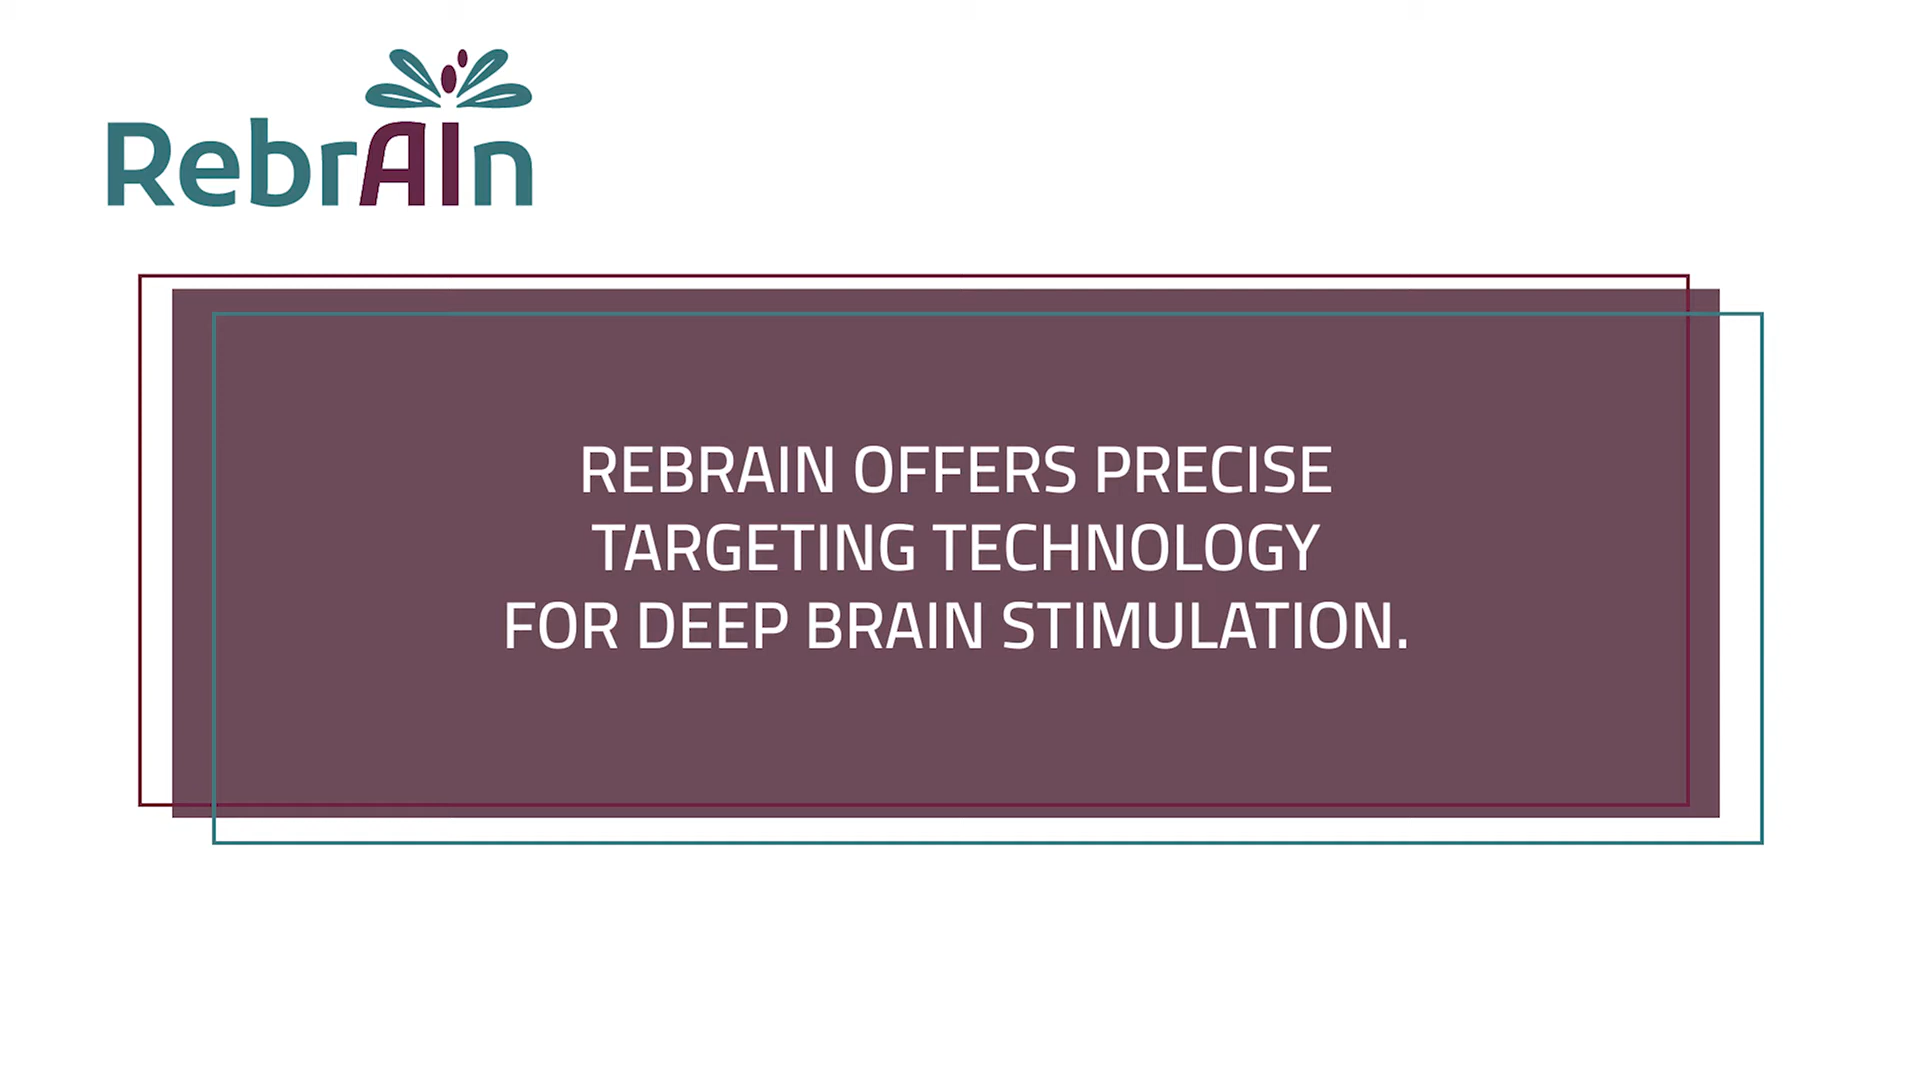 RebrAIn
REBRAIN OFFERS PRECISE
TARGETING TECHNOLOGY
FOR DEEP BRAIN STIMULATION.